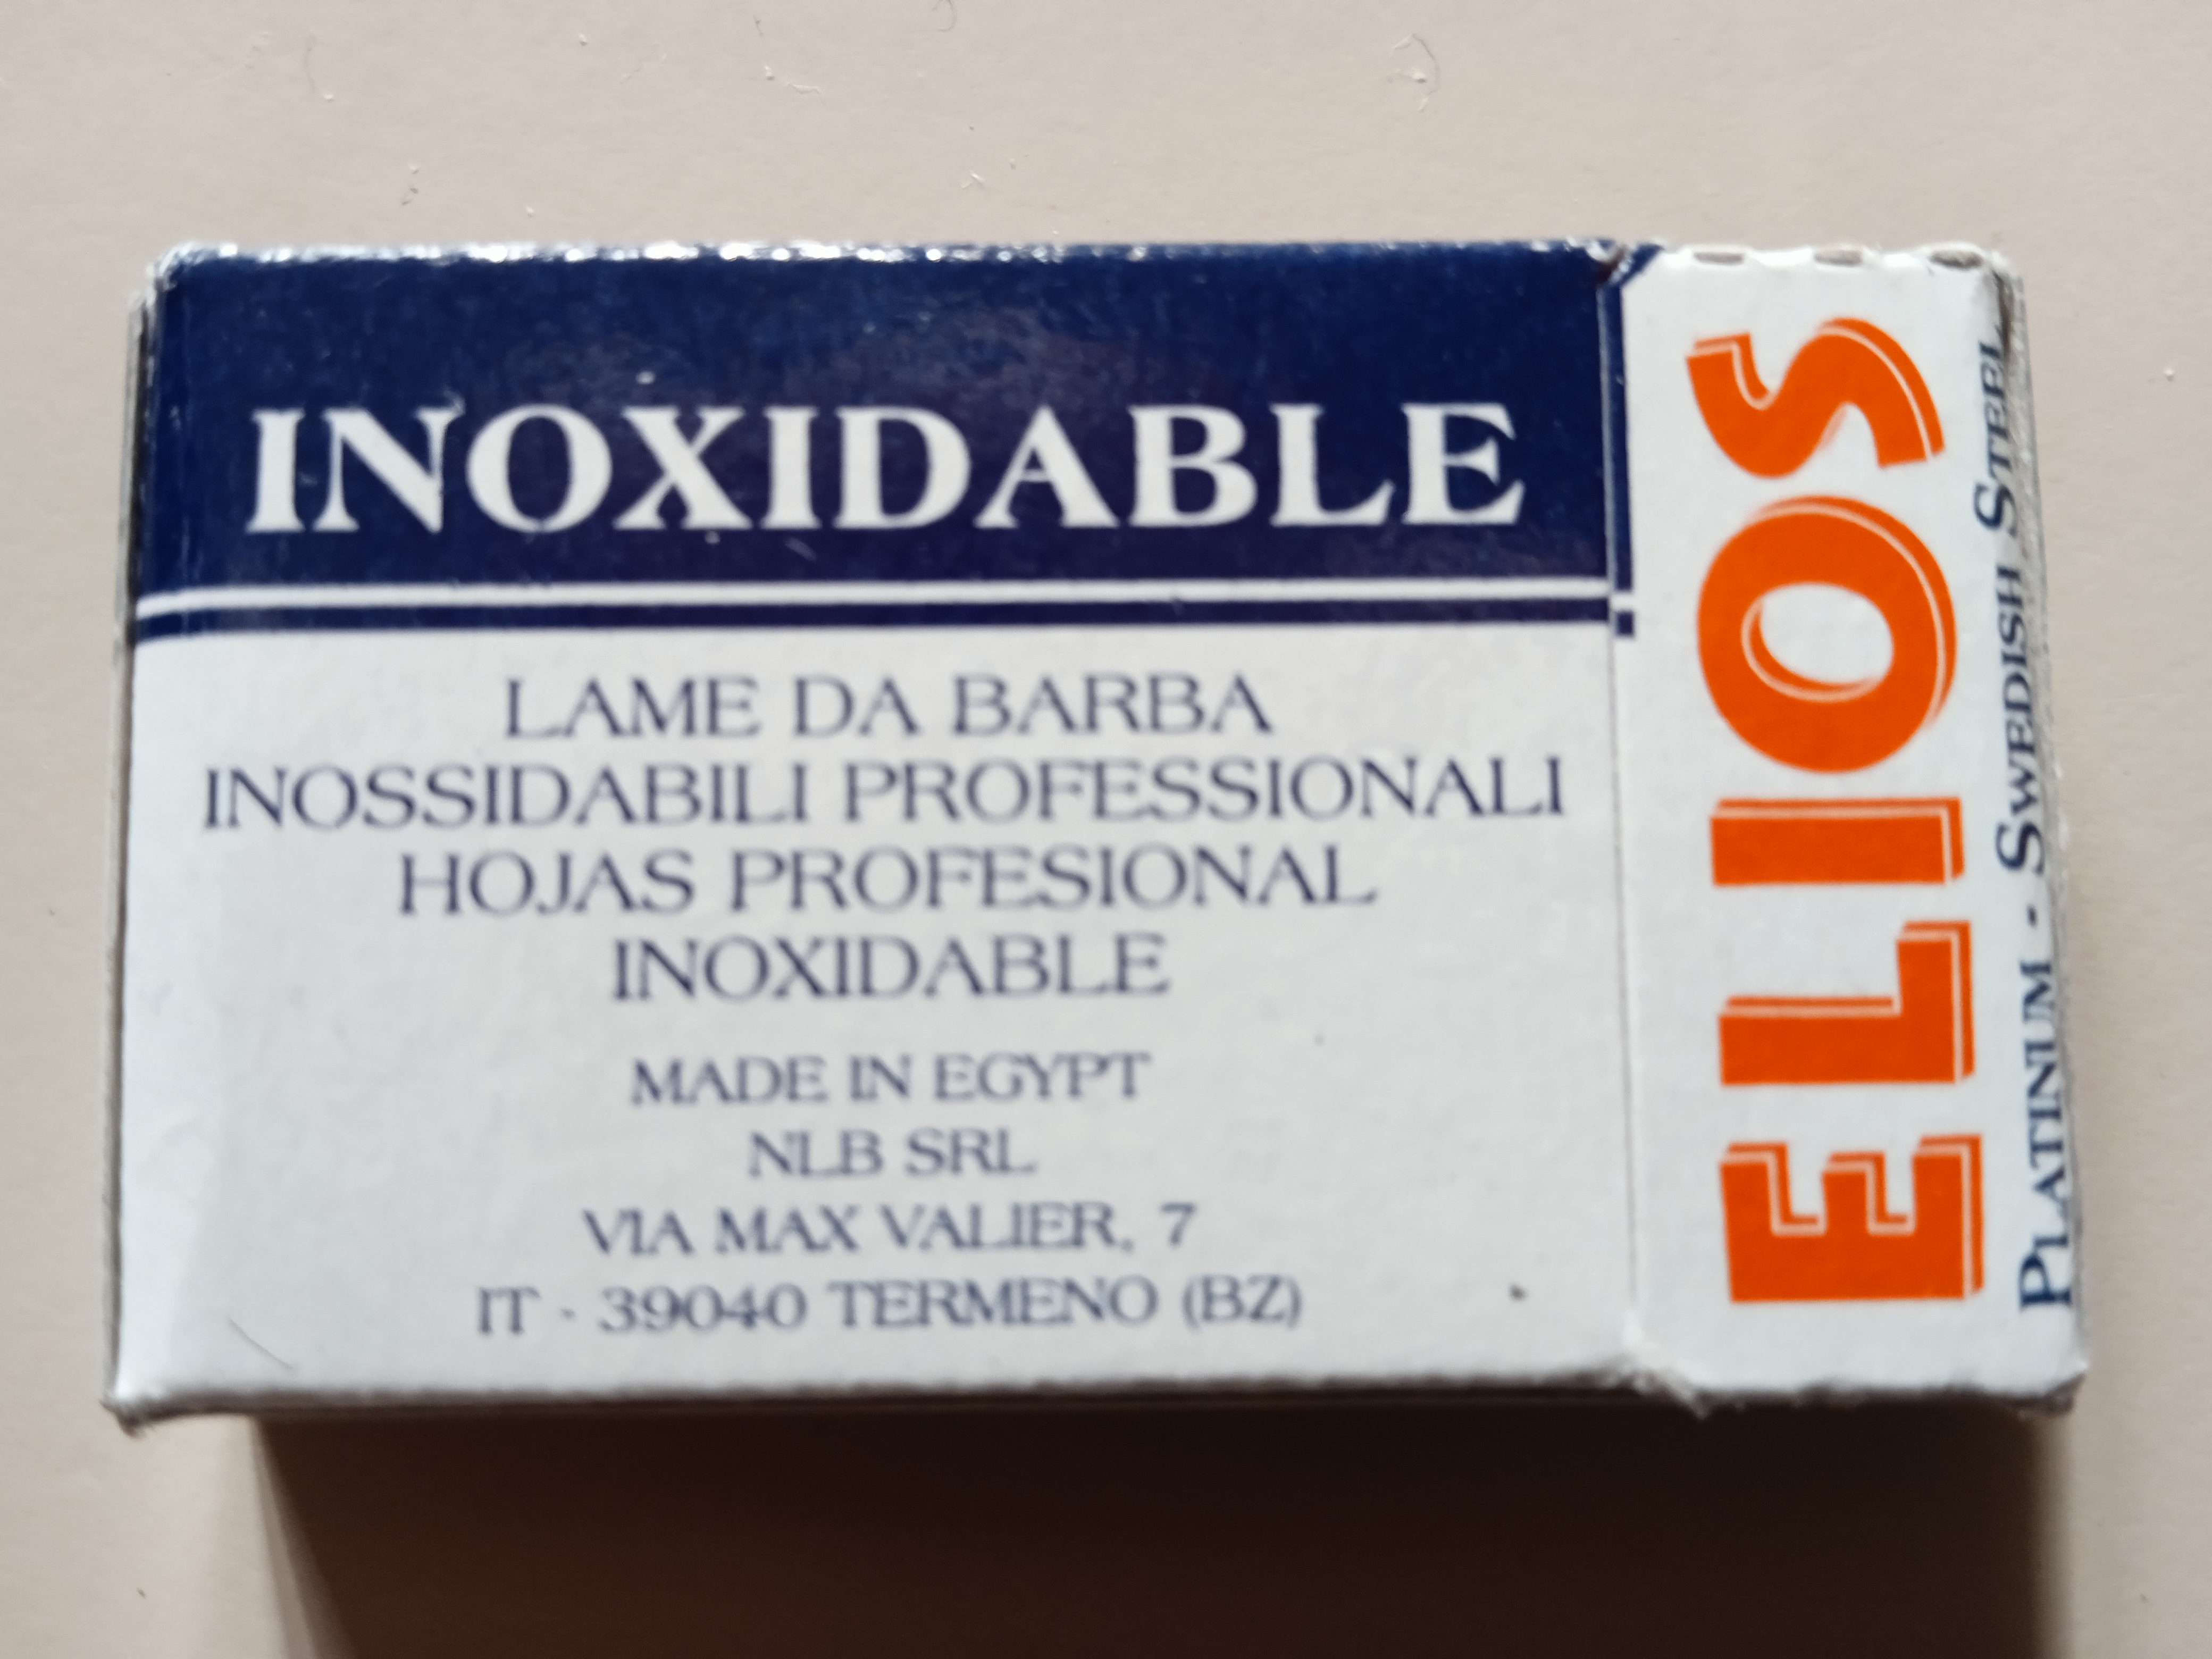 INOXIDABLE
LAME DA BARBA
INOSSIDABILI PROFESSIONALI
HOJAS PROFESIONAL
INOXIDABLE
MADE IN EGYPT
NLB SRL
VIA MAX VALIER, 7
IT - 39040 TERMENO (BZ)
ELIOS
PLATINUM - SWEDISH STEEL